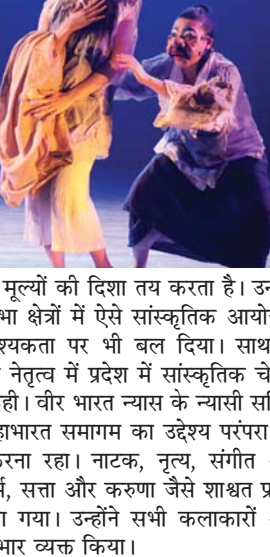 मूल्यों की दिशा तय करता है। उन
भा क्षेत्रों में ऐसे सांस्कृतिक आयो
श्यकता पर भी बल दिया। साथ
नेतृत्व में प्रदेश में सांस्कृतिक चे
ही। वीर भारत न्यास के न्यासी सचि
हाभारत समागम का उद्देश्य परंपरा
रना रहा। नाटक, नृत्य, संगीत
र्म, सत्ता और करुणा जैसे शाश्वत प्र
गया। उन्होंने सभी कलाकारों
भार व्यक्त किया।